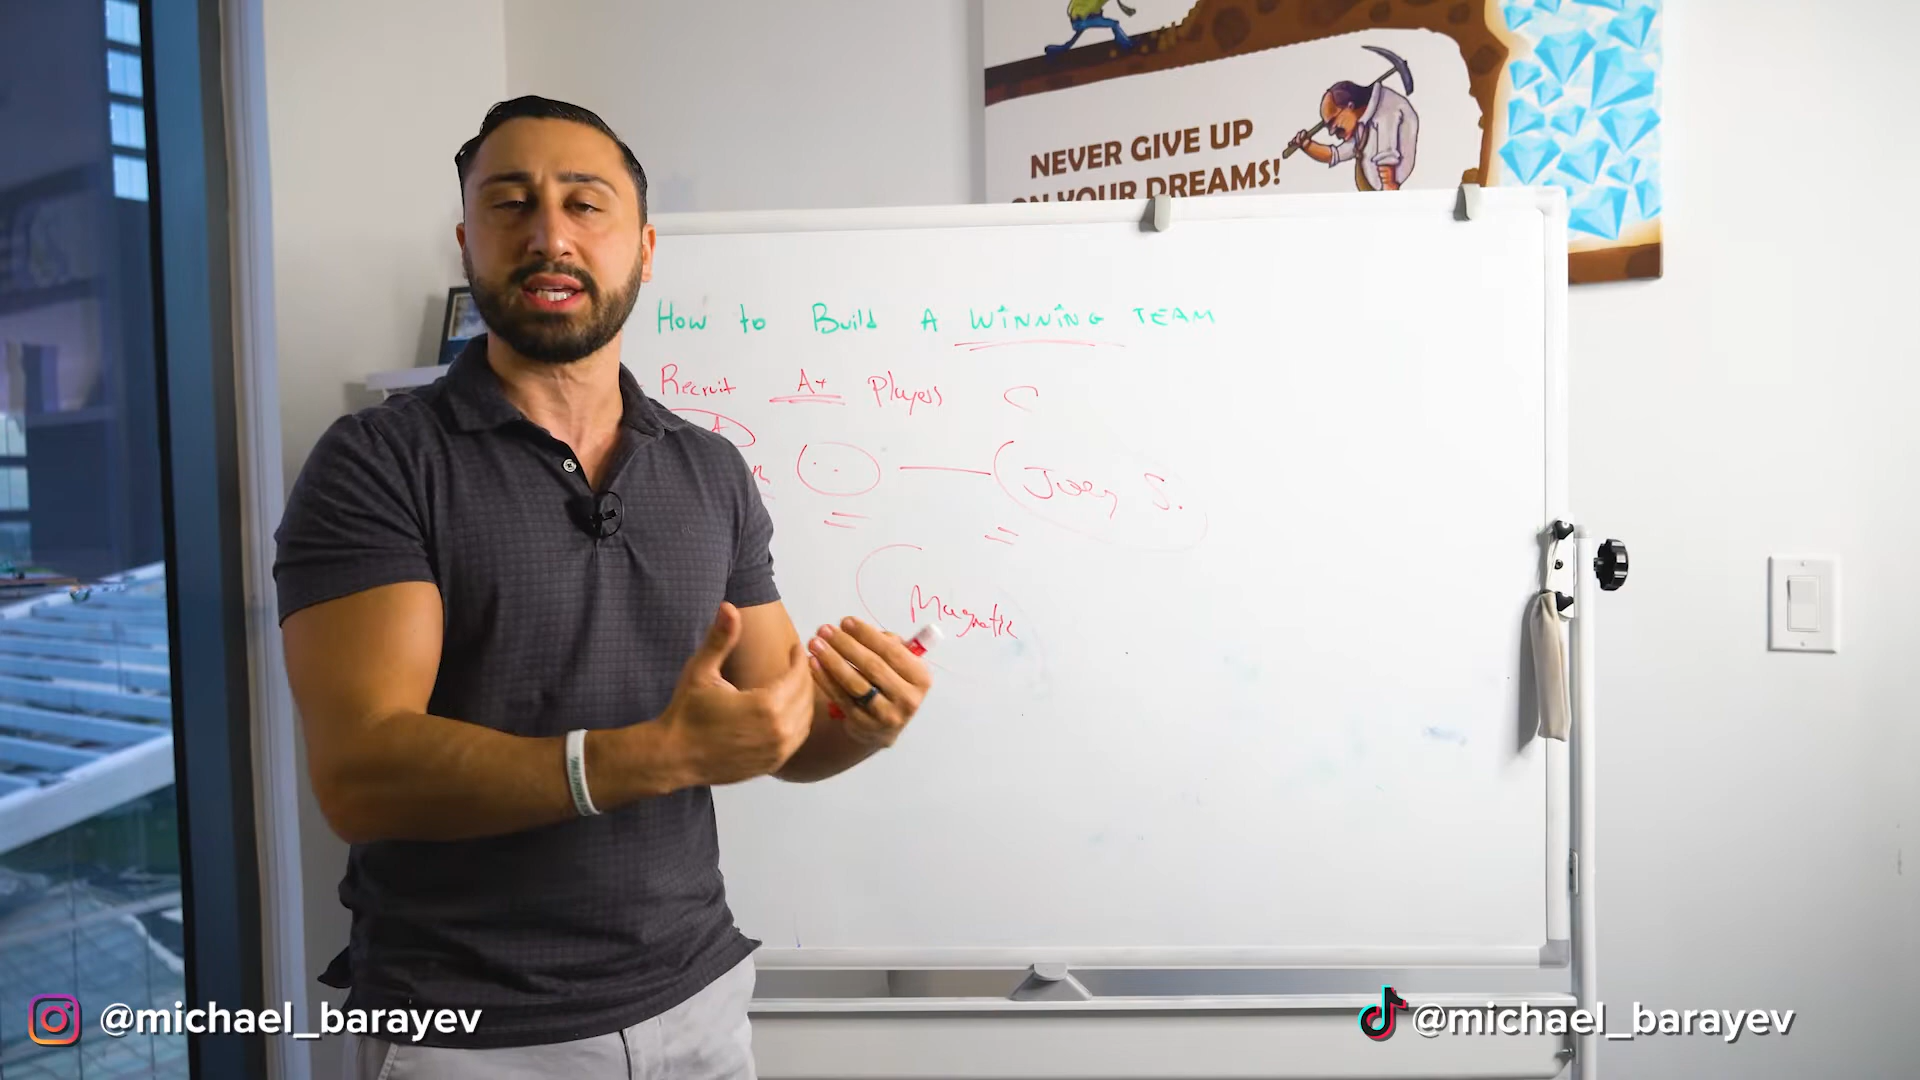 NEVER GIVE UP
ON YOUR DREAMS!
How to Build A WINNING TEAM
Recruit A+ Players C
A
Joey S.
Magnetic
@michael_barayev
@michael_barayev